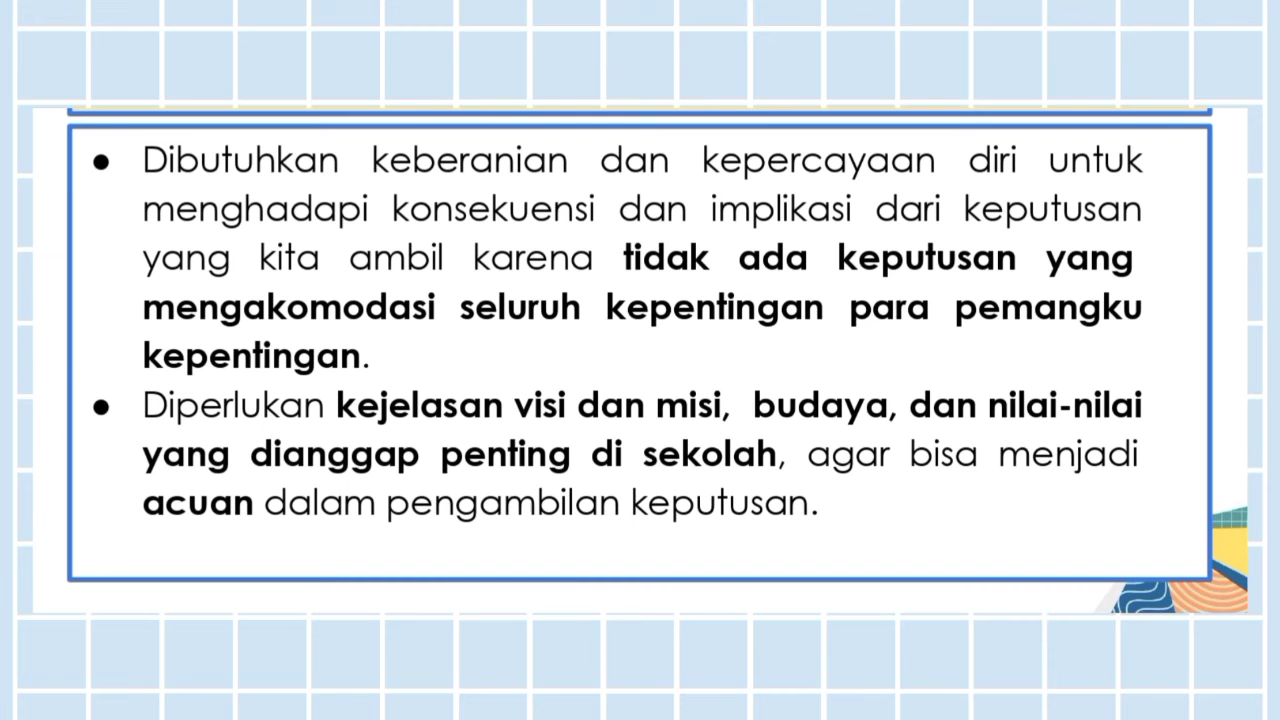 ● Dibutuhkan keberanian dan kepercayaan diri untuk
menghadapi konsekuensi dan implikasi dari keputusan
yang kita ambil karena tidak ada keputusan yang
mengakomodasi seluruh kepentingan para pemangku
kepentingan.
● Diperlukan kejelasan visi dan misi, budaya, dan nilai-nilai
yang dianggap penting di sekolah, agar bisa menjadi
acuan dalam pengambilan keputusan.